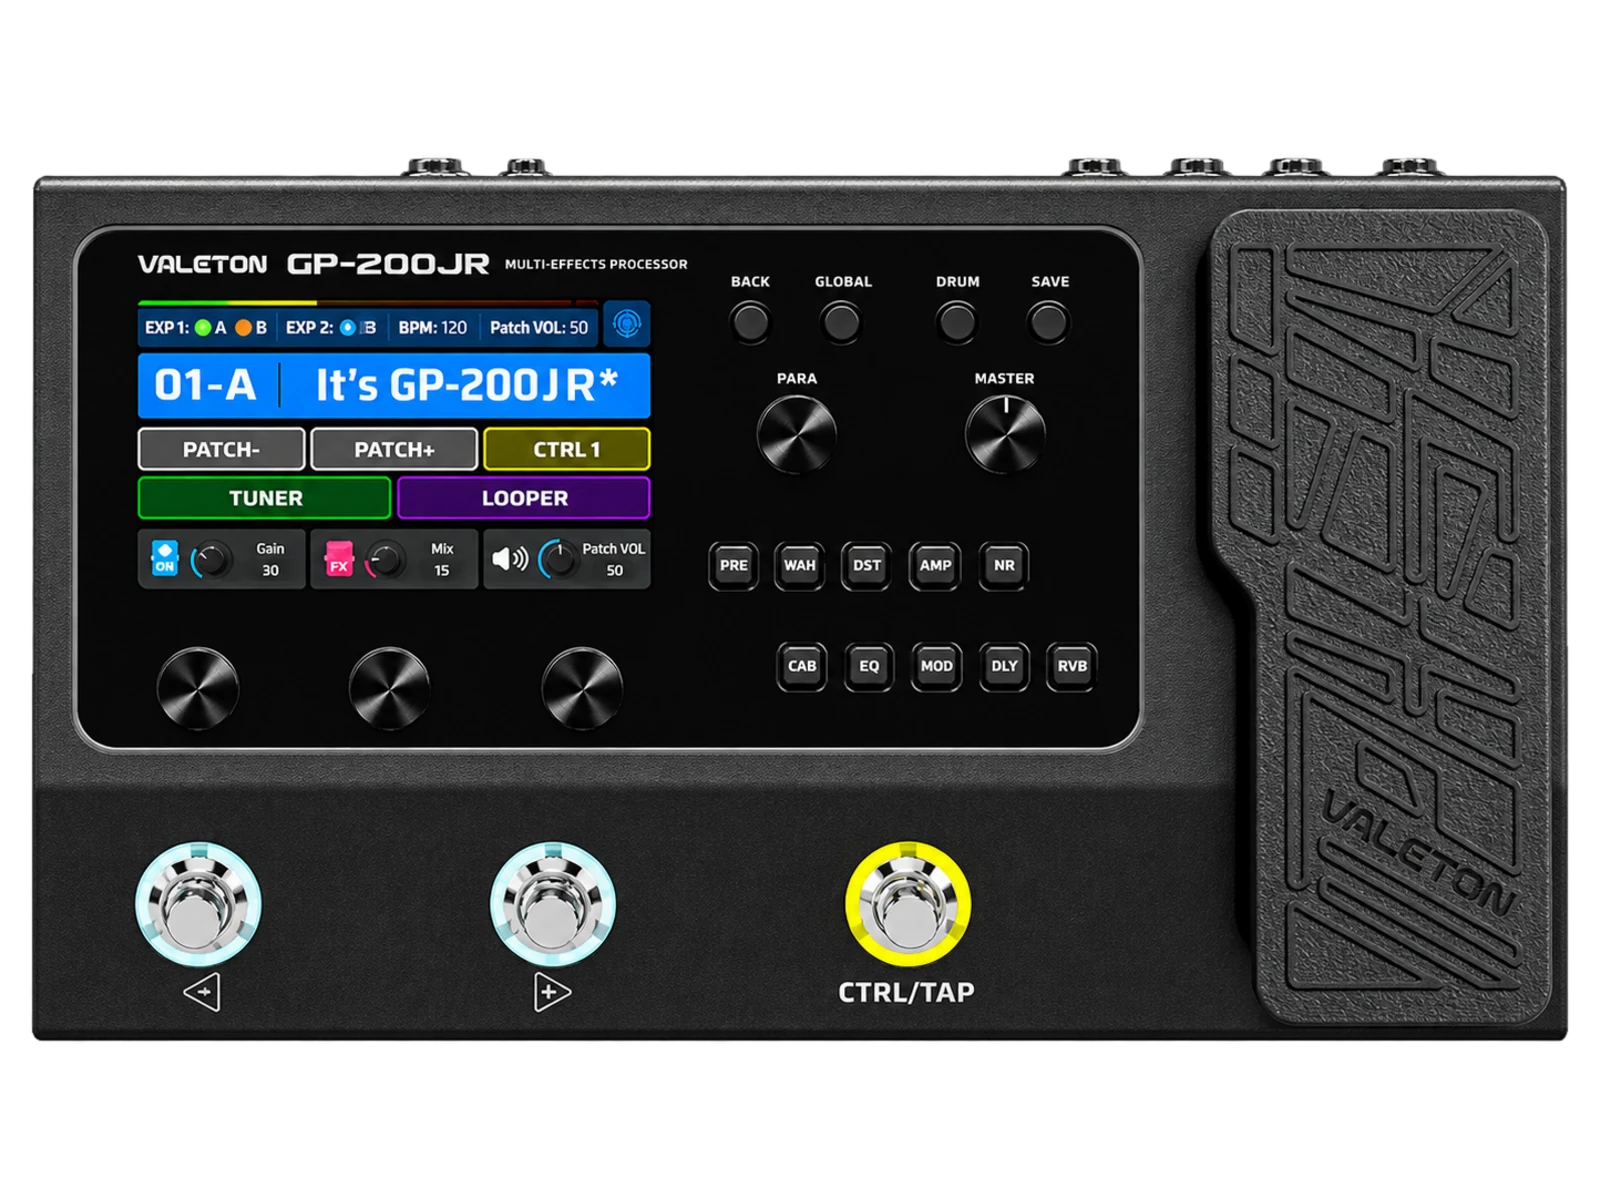 VALETON GP-200JR MULTI-EFFECTS PROCESSOR
BACK GLOBAL DRUM SAVE
EXP 1: A B EXP 2: B BPM: 120 Patch VOL: 50
01-A It's GP-200JR*
PARA MASTER
PATCH- PATCH+ CTRL 1
TUNER LOOPER
Gain 30
ON
FX
Mix 15
Patch VOL 50
PRE WAH DST AMP NR
CAB EQ MOD DLY RVB
VALETON
CTRL/TAP